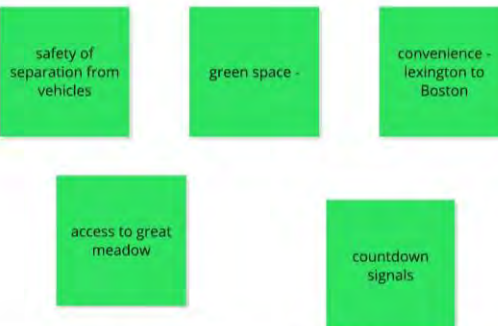 safety of
separation from
vehicles
green space -
convenience -
lexington to
Boston
access to great
meadow
countdown
signals